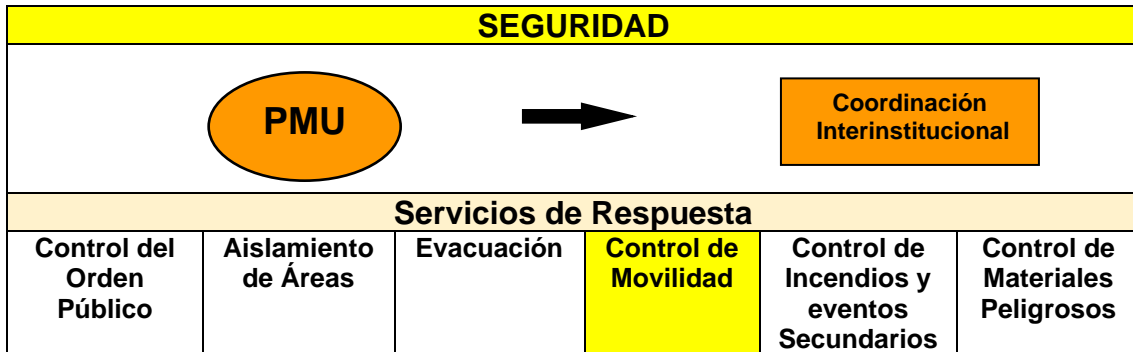 SEGURIDAD
PMU
Coordinación
Interinstitucional
Servicios de Respuesta
Control del
Orden
Público
Aislamiento
de Áreas
Evacuación
Control de
Movilidad
Control de
Incendios y
eventos
Secundarios
Control de
Materiales
Peligrosos